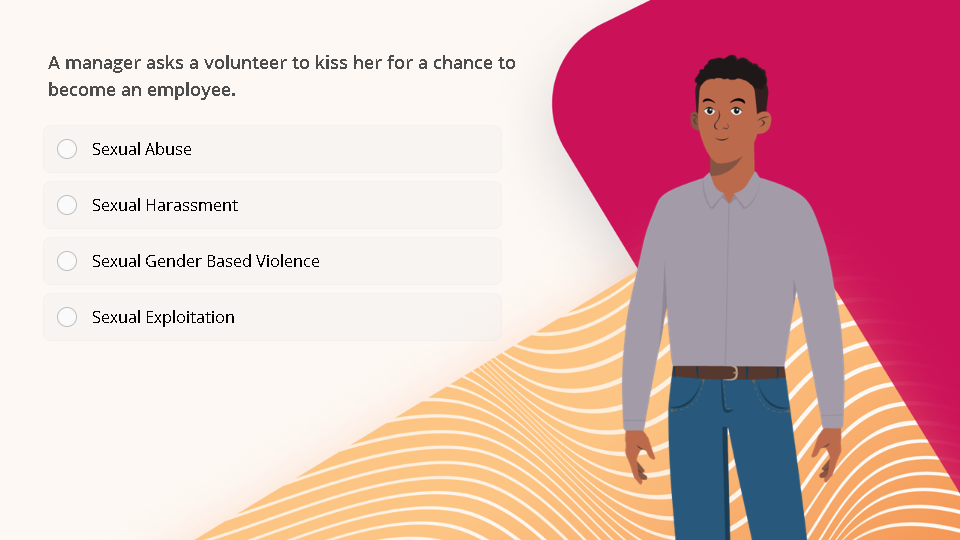 A manager asks a volunteer to kiss her for a chance to
become an employee.
Sexual Abuse
Sexual Harassment
Sexual Gender Based Violence
Sexual Exploitation